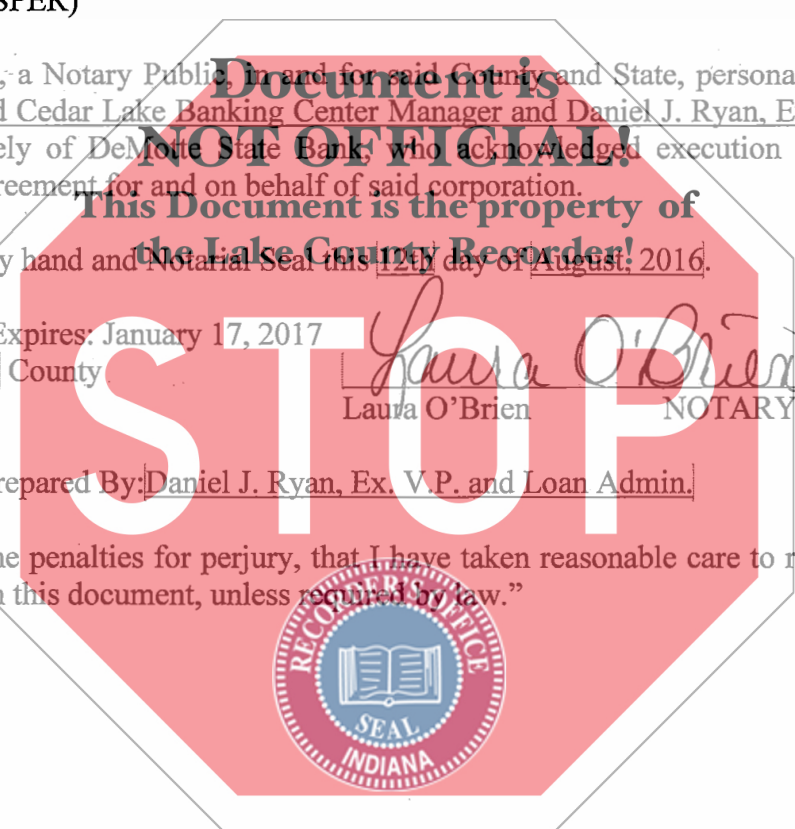 SPER)
, a Notary Public, in and for said County and State, persona
d Cedar Lake Banking Center Manager and Daniel J. Ryan, E
ely of DeMotte State Bank, who acknowledged execution
reement for and on behalf of said corporation.
y hand and Notarial Seal this 12th day of August, 2016.
Expires: January 17, 2017
County
Laura O'Brien
Laura O'Brien NOTARY
repared By: Daniel J. Ryan, Ex. V.P. and Loan Admin.
he penalties for perjury, that I have taken reasonable care to r
n this document, unless required by law.”
Document is
NOT OFFICIAL!
This Document is the property of
the Lake County Recorder!
STOP
RECORDER'S OFFICE
SEAL
INDIANA